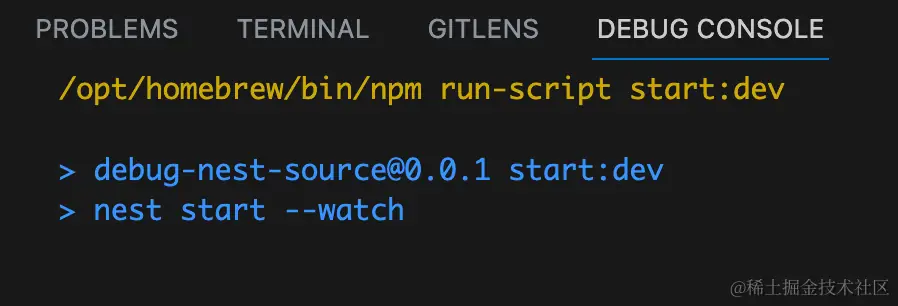 PROBLEMS TERMINAL GITLENS DEBUG CONSOLE
/opt/homebrew/bin/npm run-script start:dev
> debug-nest-source@0.0.1 start:dev
> nest start --watch
@稀土掘金技术社区